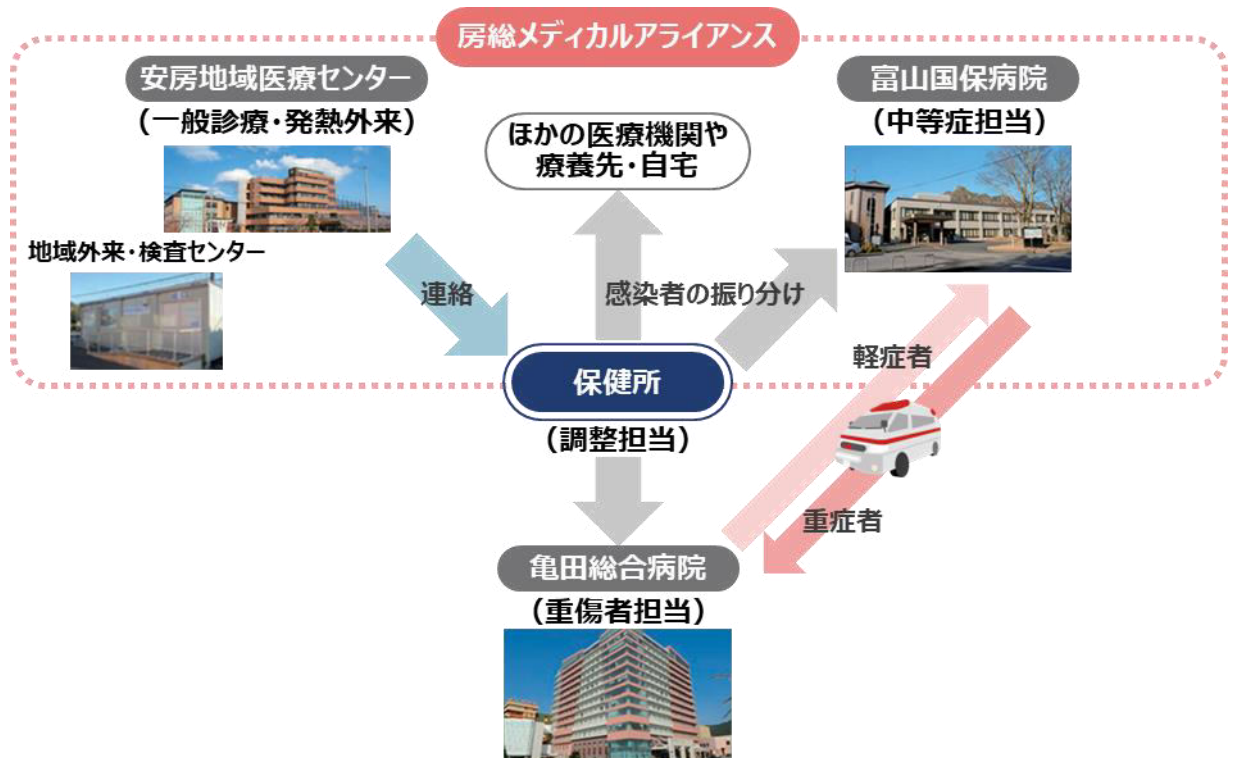 房総メディカルアライアンス
安房地域医療センター
(一般診療・発熱外来)
地域外来・検査センター
ほかの医療機関や
療養先・自宅
富山国保病院
(中等症担当)
連絡
感染者の振り分け
軽症者
保健所
(調整担当)
重症者
亀田総合病院
(重傷者担当)